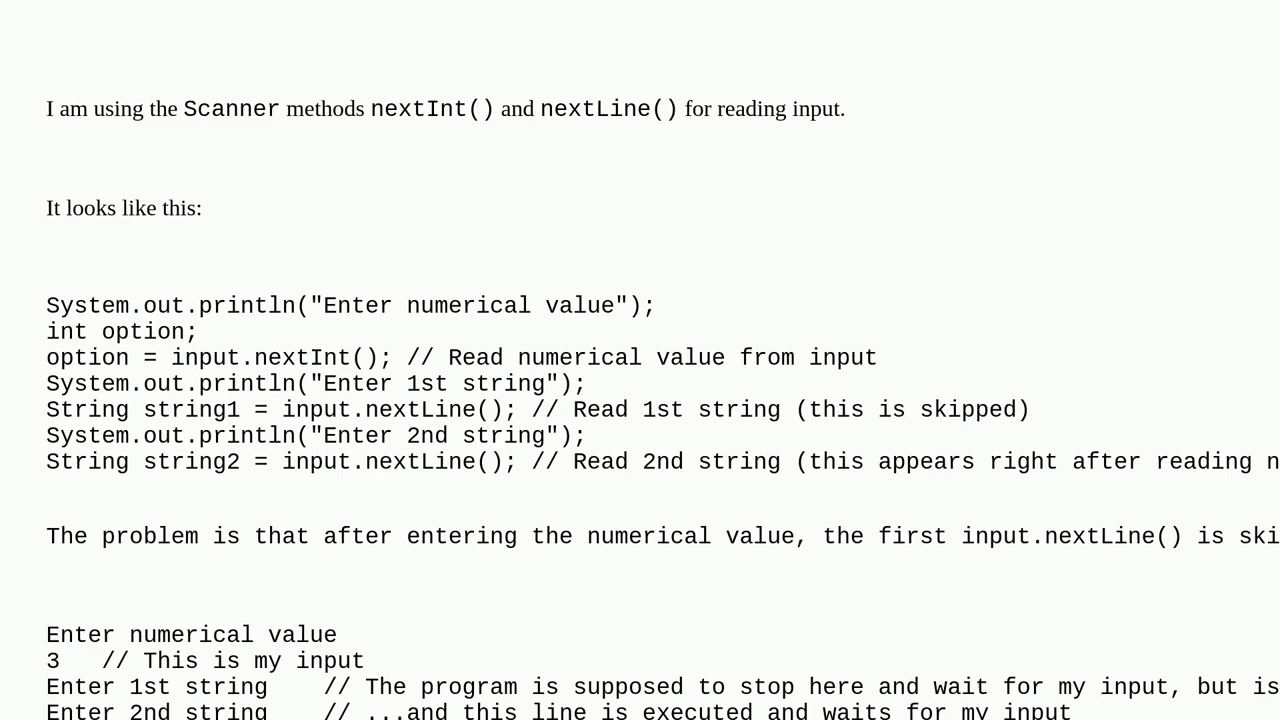 I am using the Scanner methods nextInt() and nextLine() for reading input.
It looks like this:
System.out.println("Enter numerical value");
int option;
option = input.nextInt(); // Read numerical value from input
System.out.println("Enter 1st string");
String string1 = input.nextLine(); // Read 1st string (this is skipped)
System.out.println("Enter 2nd string");
String string2 = input.nextLine(); // Read 2nd string (this appears right after reading
The problem is that after entering the numerical value, the first input.nextLine() is
Enter numerical value
3   // This is my input
Enter 1st string    // The program is supposed to stop here and wait for my input, but is
Enter 2nd string    // ...and this line is executed and waits for my input